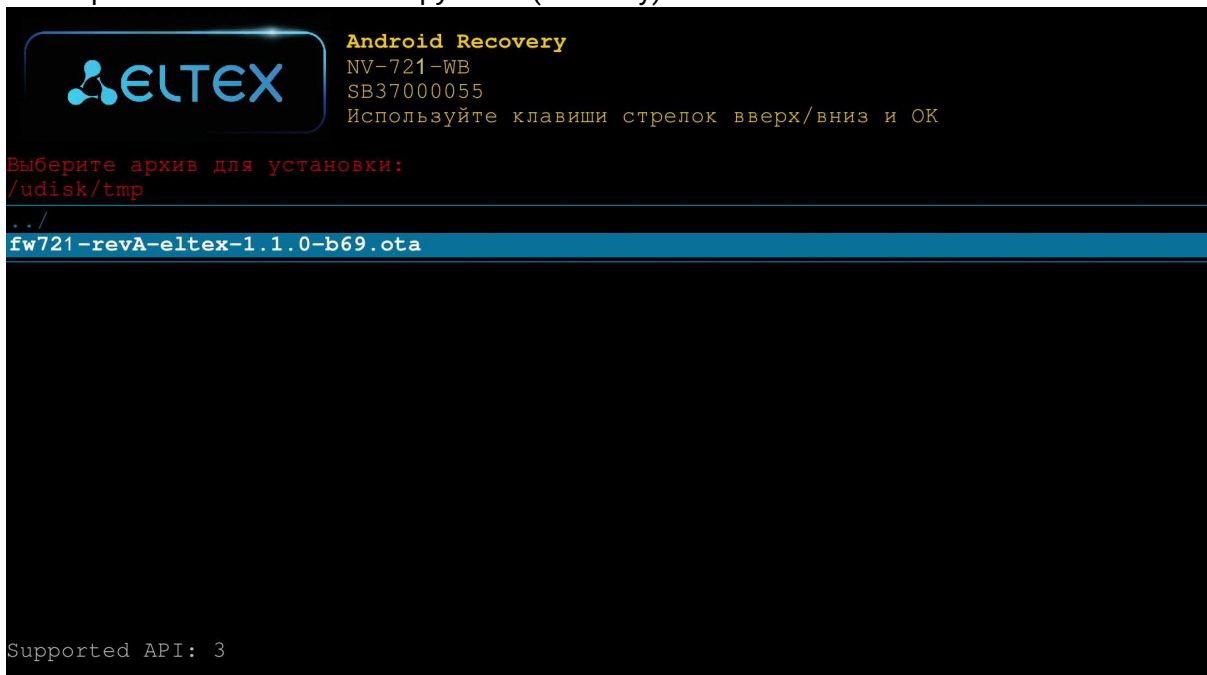 ELTEX
Android Recovery
NV-721-WB
SB37000055
Используйте клавиши стрелок вверх/вниз и OK
Выберите архив для установки:
/udisk/tmp
../
fw721-revA-eltex-1.1.0-b69.ota
Supported API: 3